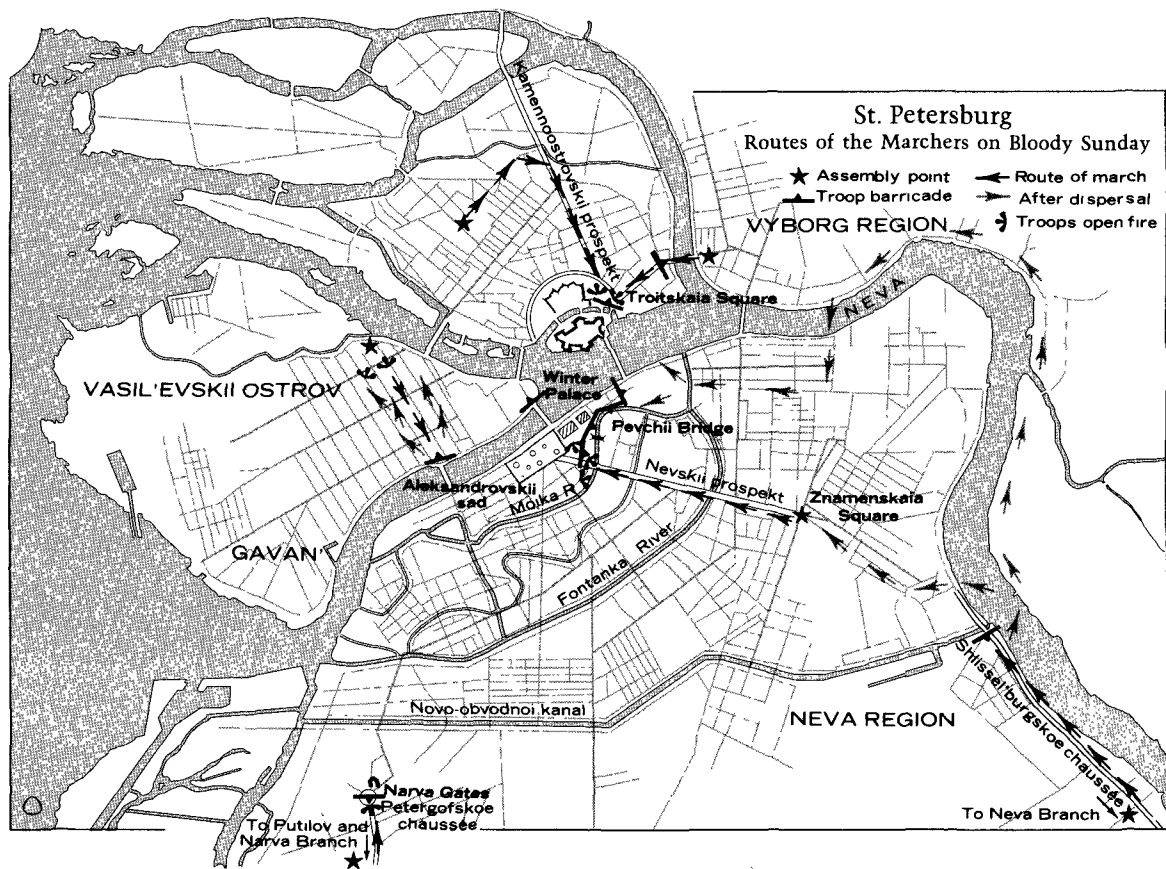 St. Petersburg
Routes of the Marchers on Bloody Sunday
Assembly point
Route of march
Troop barricade
After dispersal
Troops open fire
VYBORG REGION
Kamennoostrovskii prospekt
Troitskaia Square
NEVA
VASIL'EVSKII OSTROV
Winter
Palace
Pevchii Bridge
Nevskii prospekt
Aleksandrovskii
sad
Moika R.
Znamenskaia
Square
GAVAN'
Fontanka River
Shlissel'burgskoe chaussée
Novo-obvodnoi kanal
NEVA REGION
Narva Gates
Petergofskoe
chaussée
To Putilov and
Narva Branch
To Neva Branch